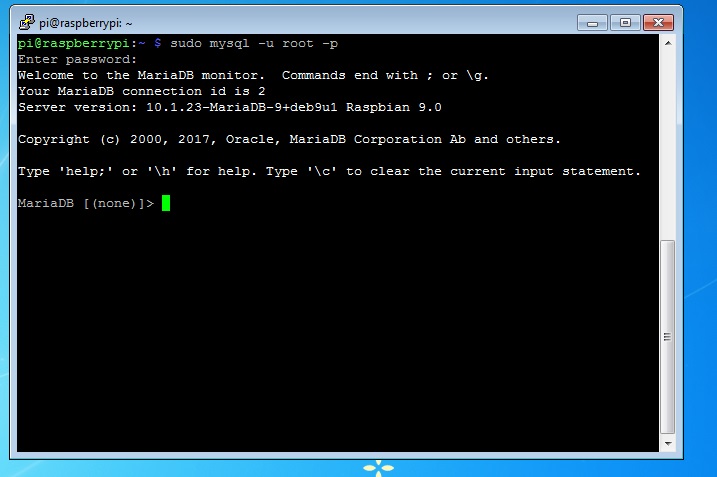 pi@raspberrypi: ~
pi@raspberrypi:~ $ sudo mysql -u root -p
Enter password:
Welcome to the MariaDB monitor.  Commands end with ; or \g.
Your MariaDB connection id is 2
Server version: 10.1.23-MariaDB-9+deb9u1 Raspbian 9.0
Copyright (c) 2000, 2017, Oracle, MariaDB Corporation Ab and others.
Type 'help;' or '\h' for help. Type '\c' to clear the current input statement.
MariaDB [(none)]>